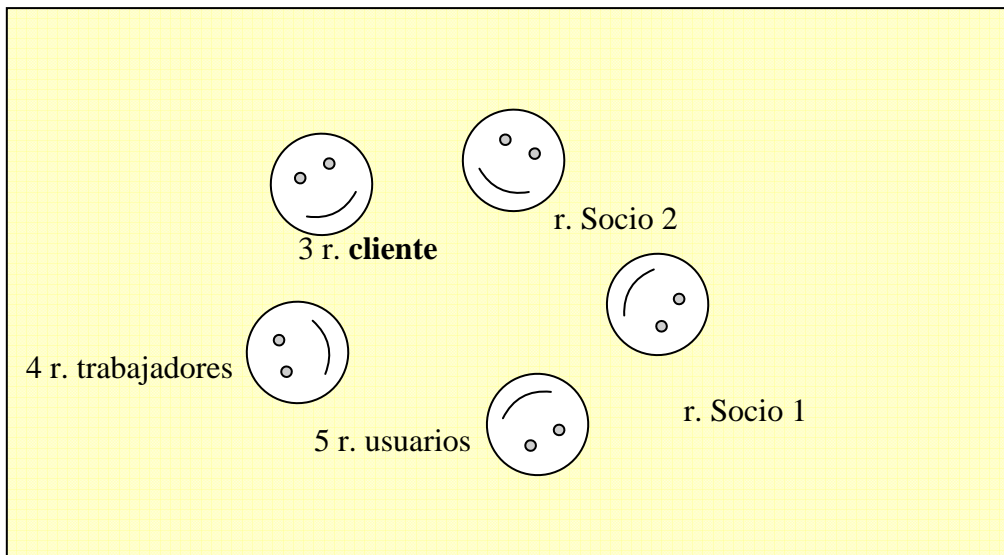 r. Socio 2
3 r. cliente
4 r. trabajadores
r. Socio 1
5 r. usuarios